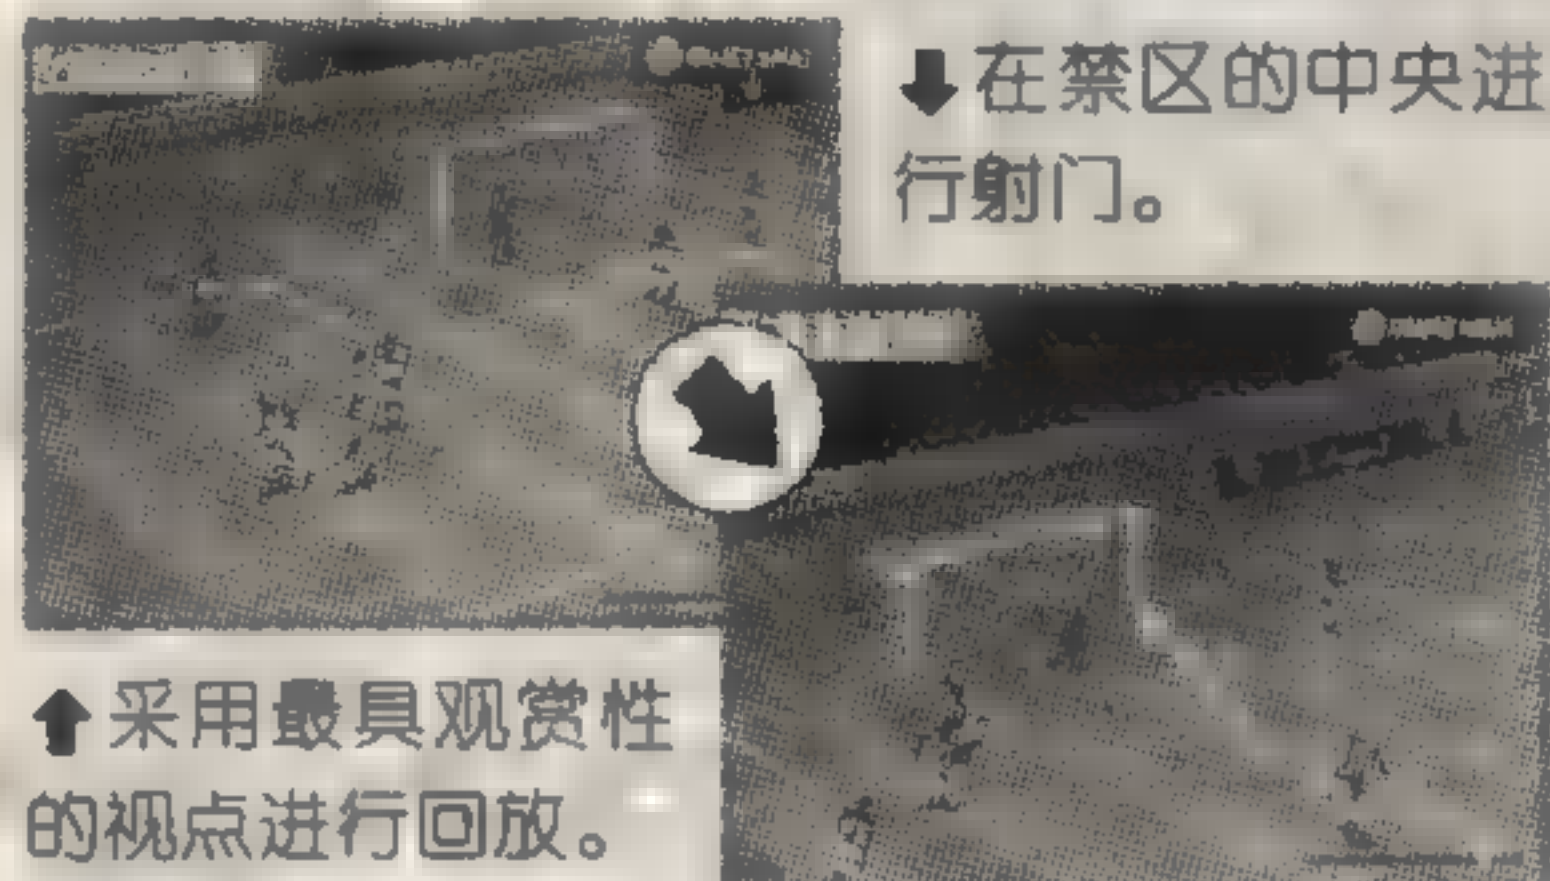 ↓在禁区的中央进
行射门。
↑采用最具观赏性
的视点进行回放。